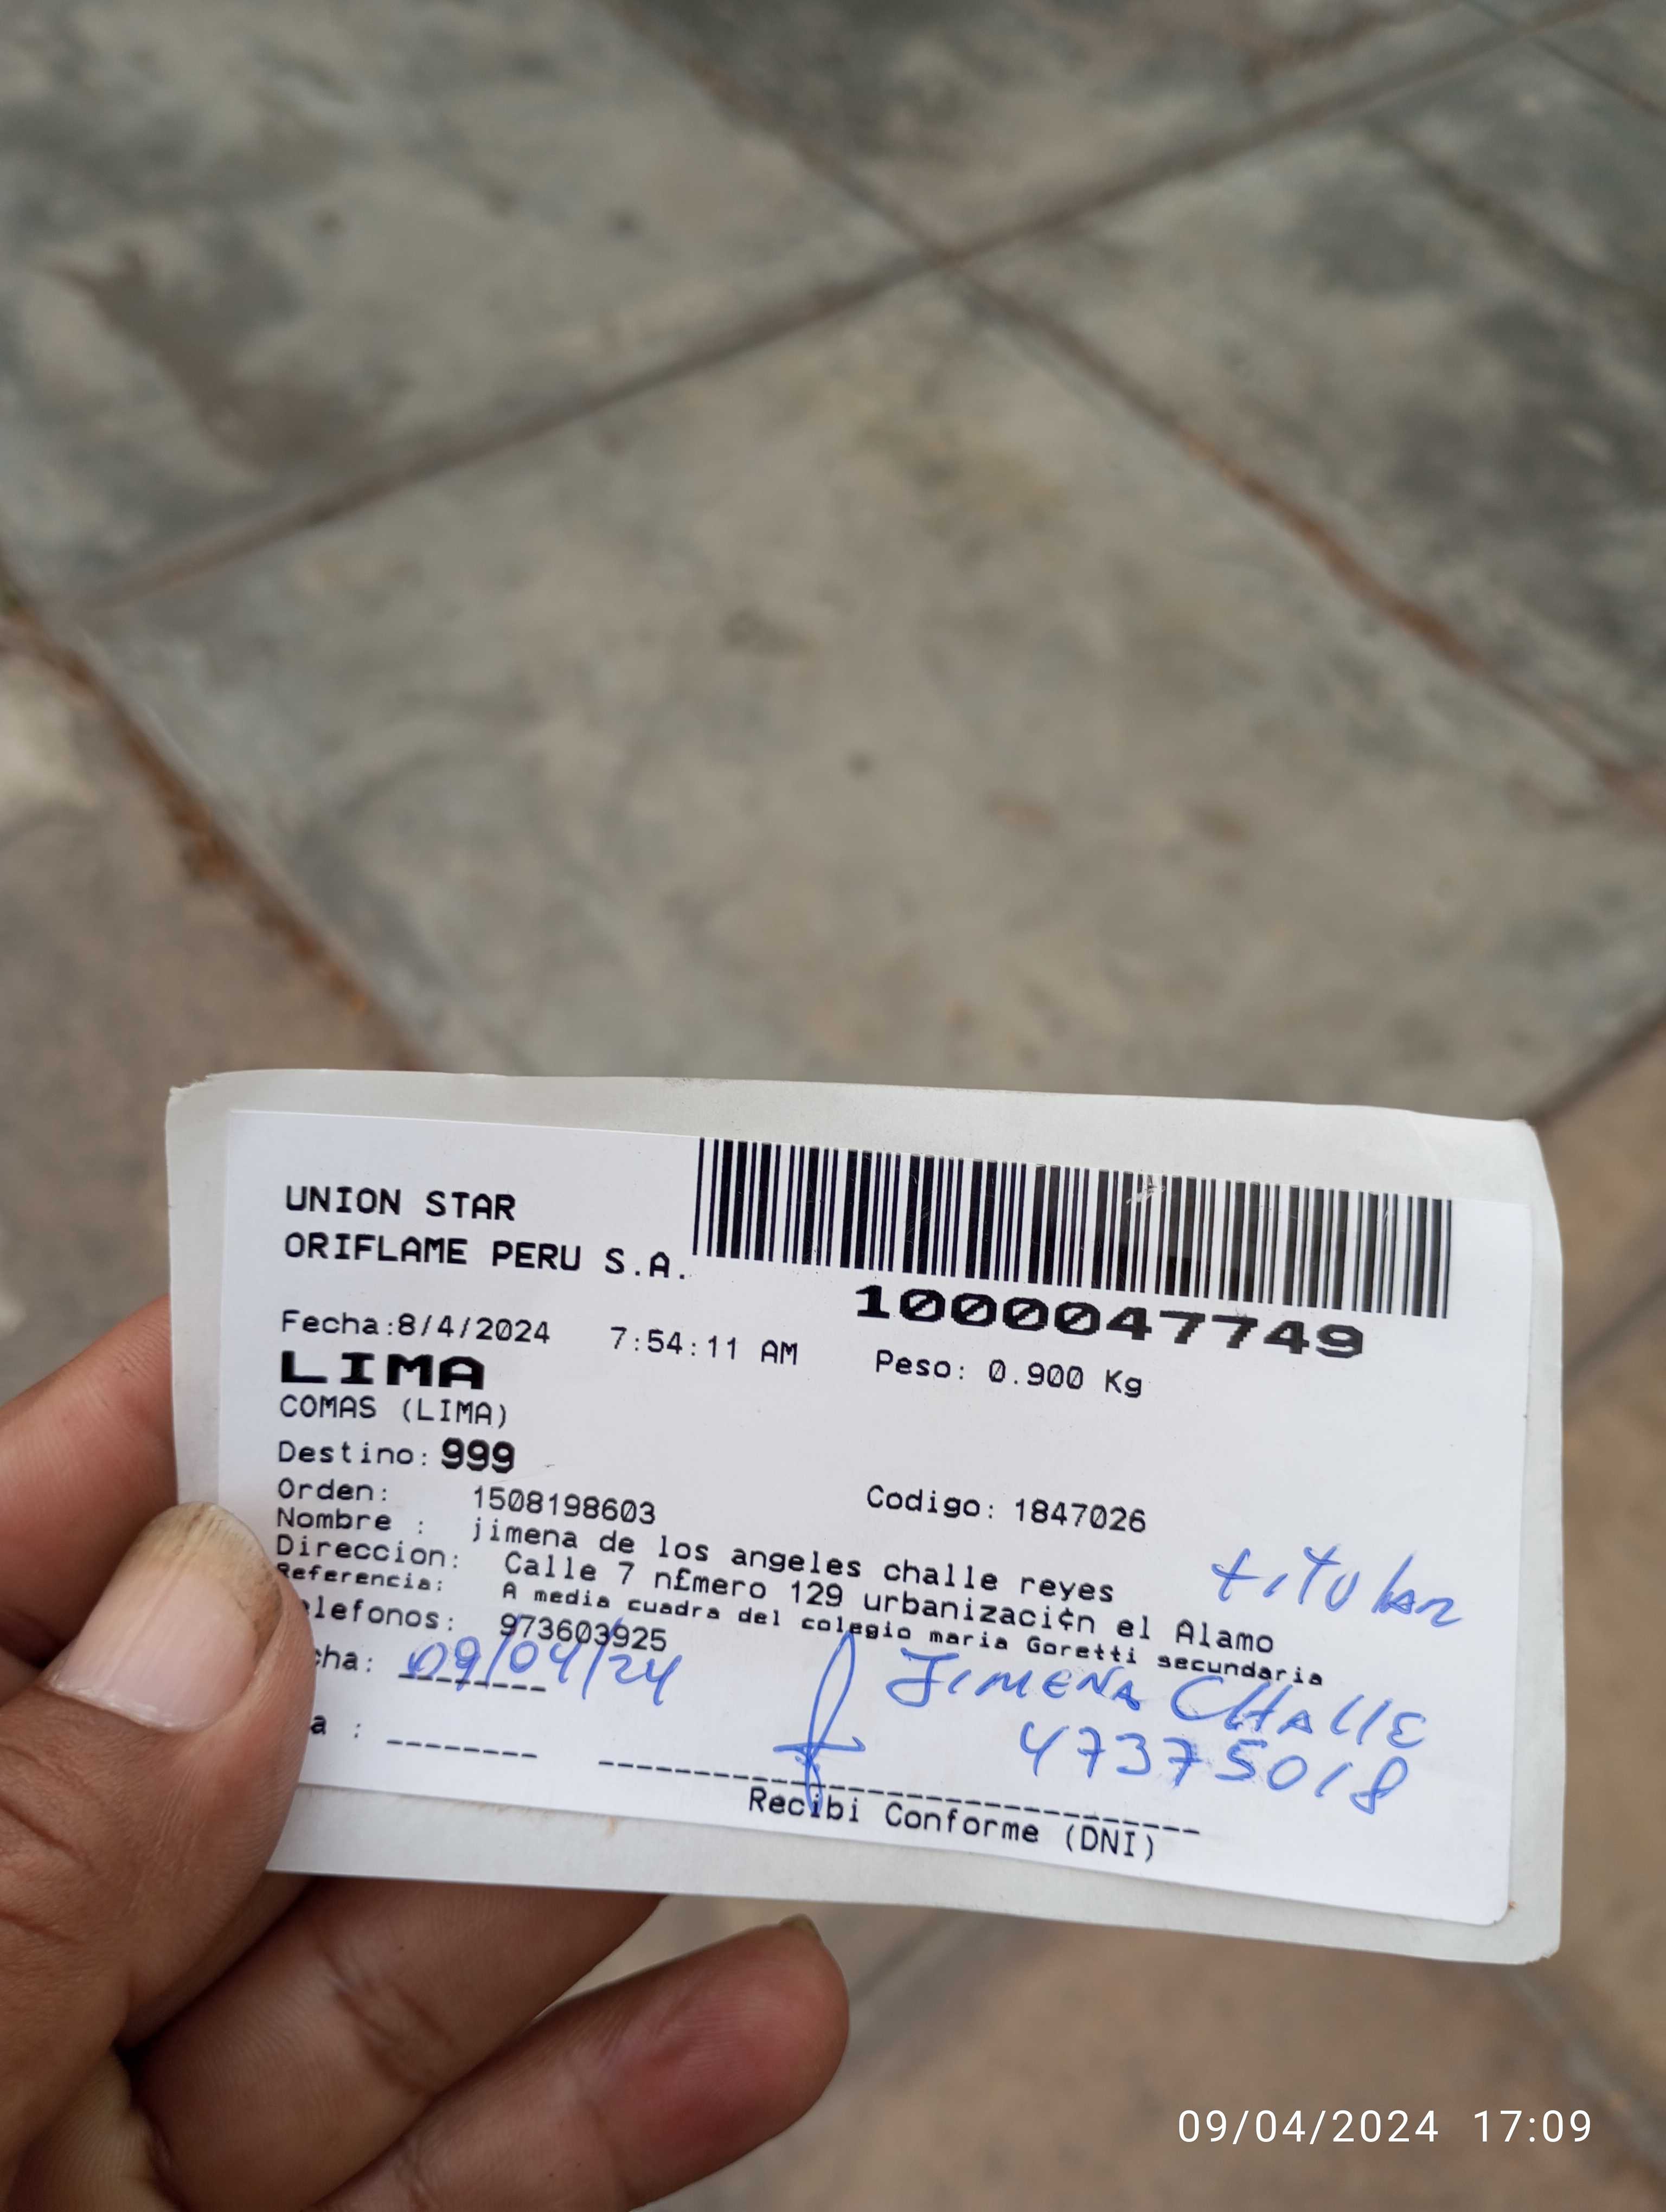 UNION STAR
ORIFLAME PERU S.A.
1000047749
Fecha:8/4/2024 7:54:11 AM Peso: 0.900 Kg
LIMA
COMAS (LIMA)
Destino: 999
Orden: 1508198603 Codigo: 1847026
Nombre : jimena de los angeles challe reyes titular
Direccion: Calle 7 n£mero 129 urbanizaci¢n el Alamo
Referencia: A media cuadra del colegio maria Goretti secundaria
lefonos: 973603925
cha: 09/04/24 JIMENA CHALLE
a : 47375018
Recibi Conforme (DNI)
09/04/2024 17:09